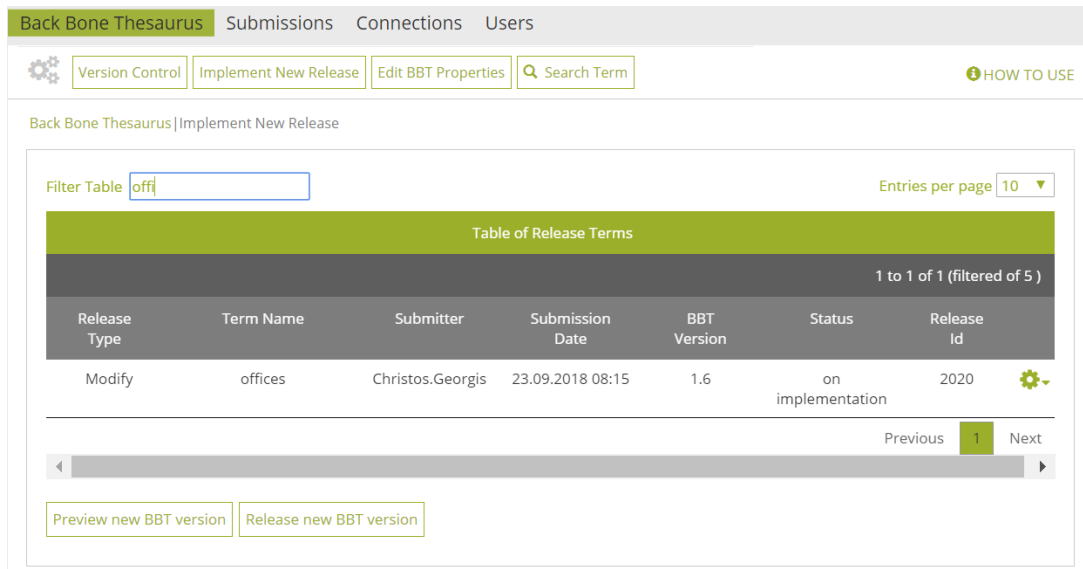 Back Bone Thesaurus Submissions Connections Users
Version Control Implement New Release Edit BBT Properties Search Term HOW TO USE
Back Bone Thesaurus|Implement New Release
Filter Table offi Entries per page 10
Table of Release Terms
1 to 1 of 1 (filtered of 5 )
Release Type Term Name Submitter Submission Date BBT Version Status Release Id
Modify offices Christos.Georgis 23.09.2018 08:15 1.6 on implementation 2020
Previous 1 Next
Preview new BBT version Release new BBT version